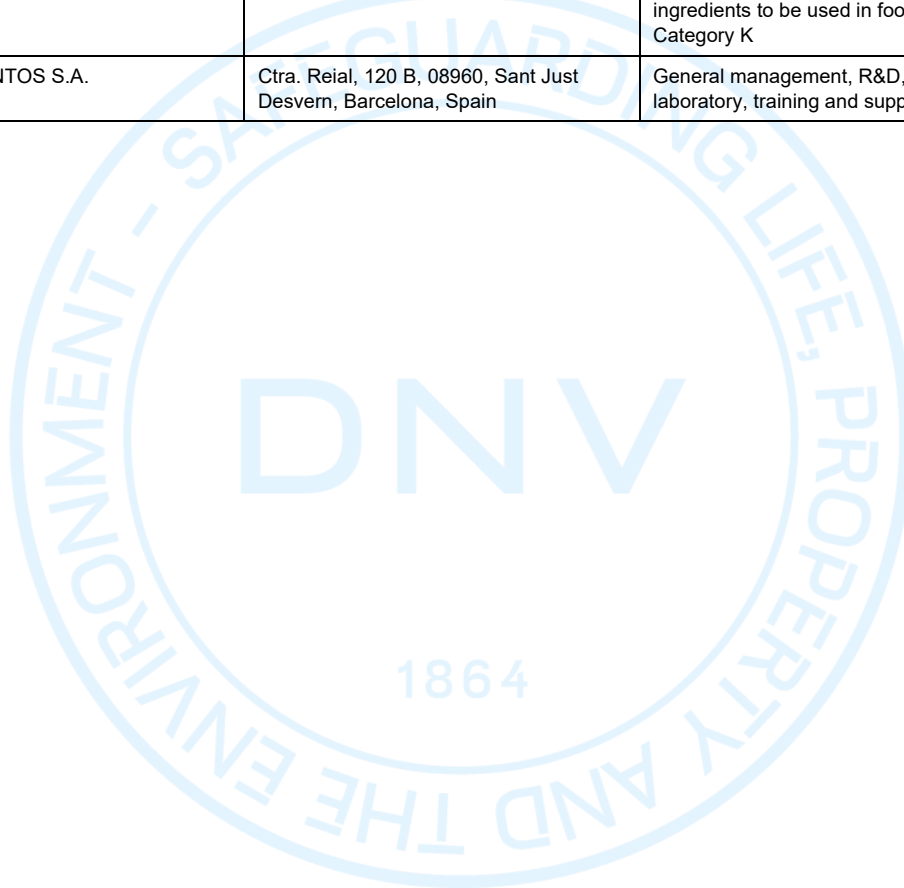 ingredients to be used in foo
Category K
NTOS S.A.
Ctra. Reial, 120 B, 08960, Sant Just
Desvern, Barcelona, Spain
General management, R&D,
laboratory, training and supp
SAFEGUARDING LIFE, PROPERTY AND THE ENVIRONMENT -
DNV
1864